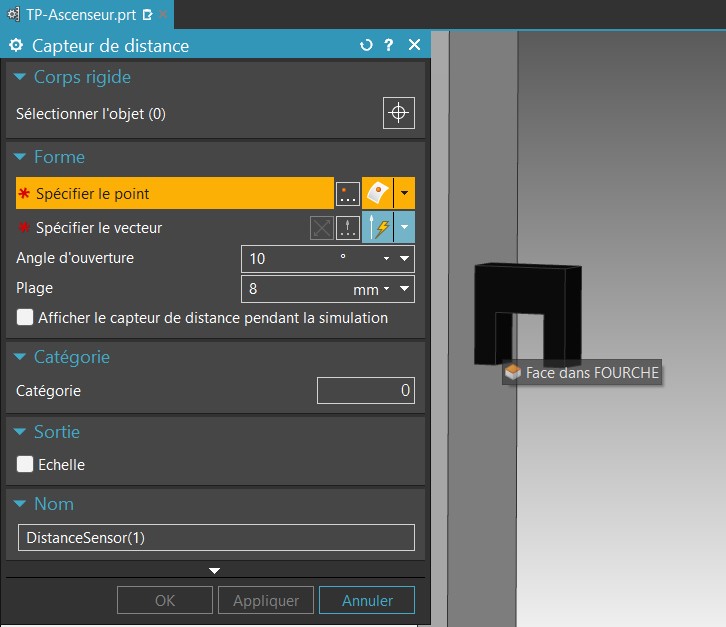 TP-Ascenseur.prt
Capteur de distance
Corps rigide
Sélectionner l'objet (0)
Forme
* Spécifier le point
* Spécifier le vecteur
Angle d'ouverture 10 °
Plage 8 mm
Afficher le capteur de distance pendant la simulation
Catégorie
Catégorie 0
Sortie
Echelle
Nom
DistanceSensor(1)
OK Appliquer Annuler
Face dans FOURCHE